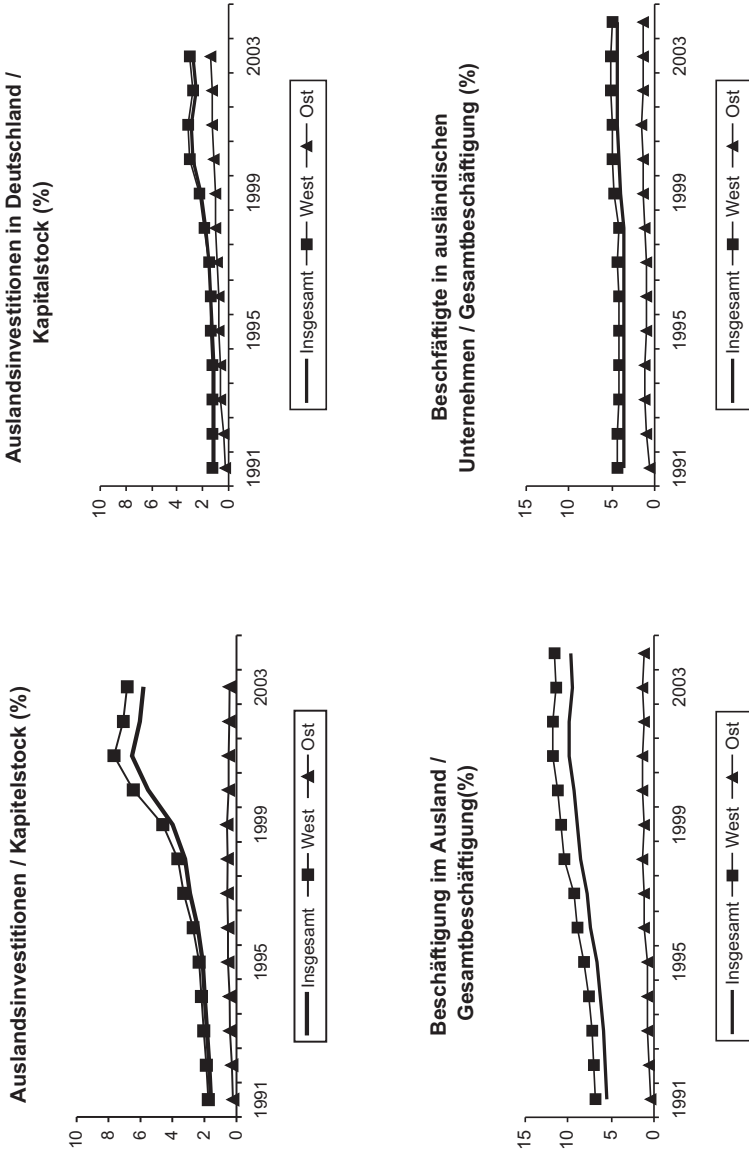 Auslandsinvestitionen / Kapitelstock (%)
10
8
6
4
2
0
1991 1995 1999 2003
Insgesamt West Ost
Auslandsinvestitionen in Deutschland /
Kapitalstock (%)
10
8
6
4
2
0
1991 1995 1999 2003
Insgesamt West Ost
Beschäftigung im Ausland /
Gesamtbeschäftigung(%)
15
10
5
0
1991 1995 1999 2003
Insgesamt West Ost
Beschfäftigte in ausländischen
Unternehmen / Gesamtbeschäftigung (%)
15
10
5
0
1991 1995 1999 2003
Insgesamt West Ost